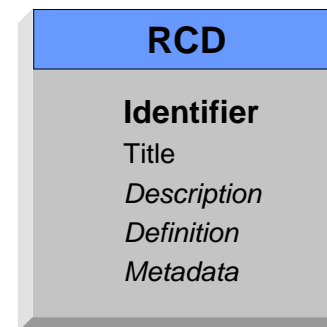 RCD
Identifier
Title
Description
Definition
Metadata